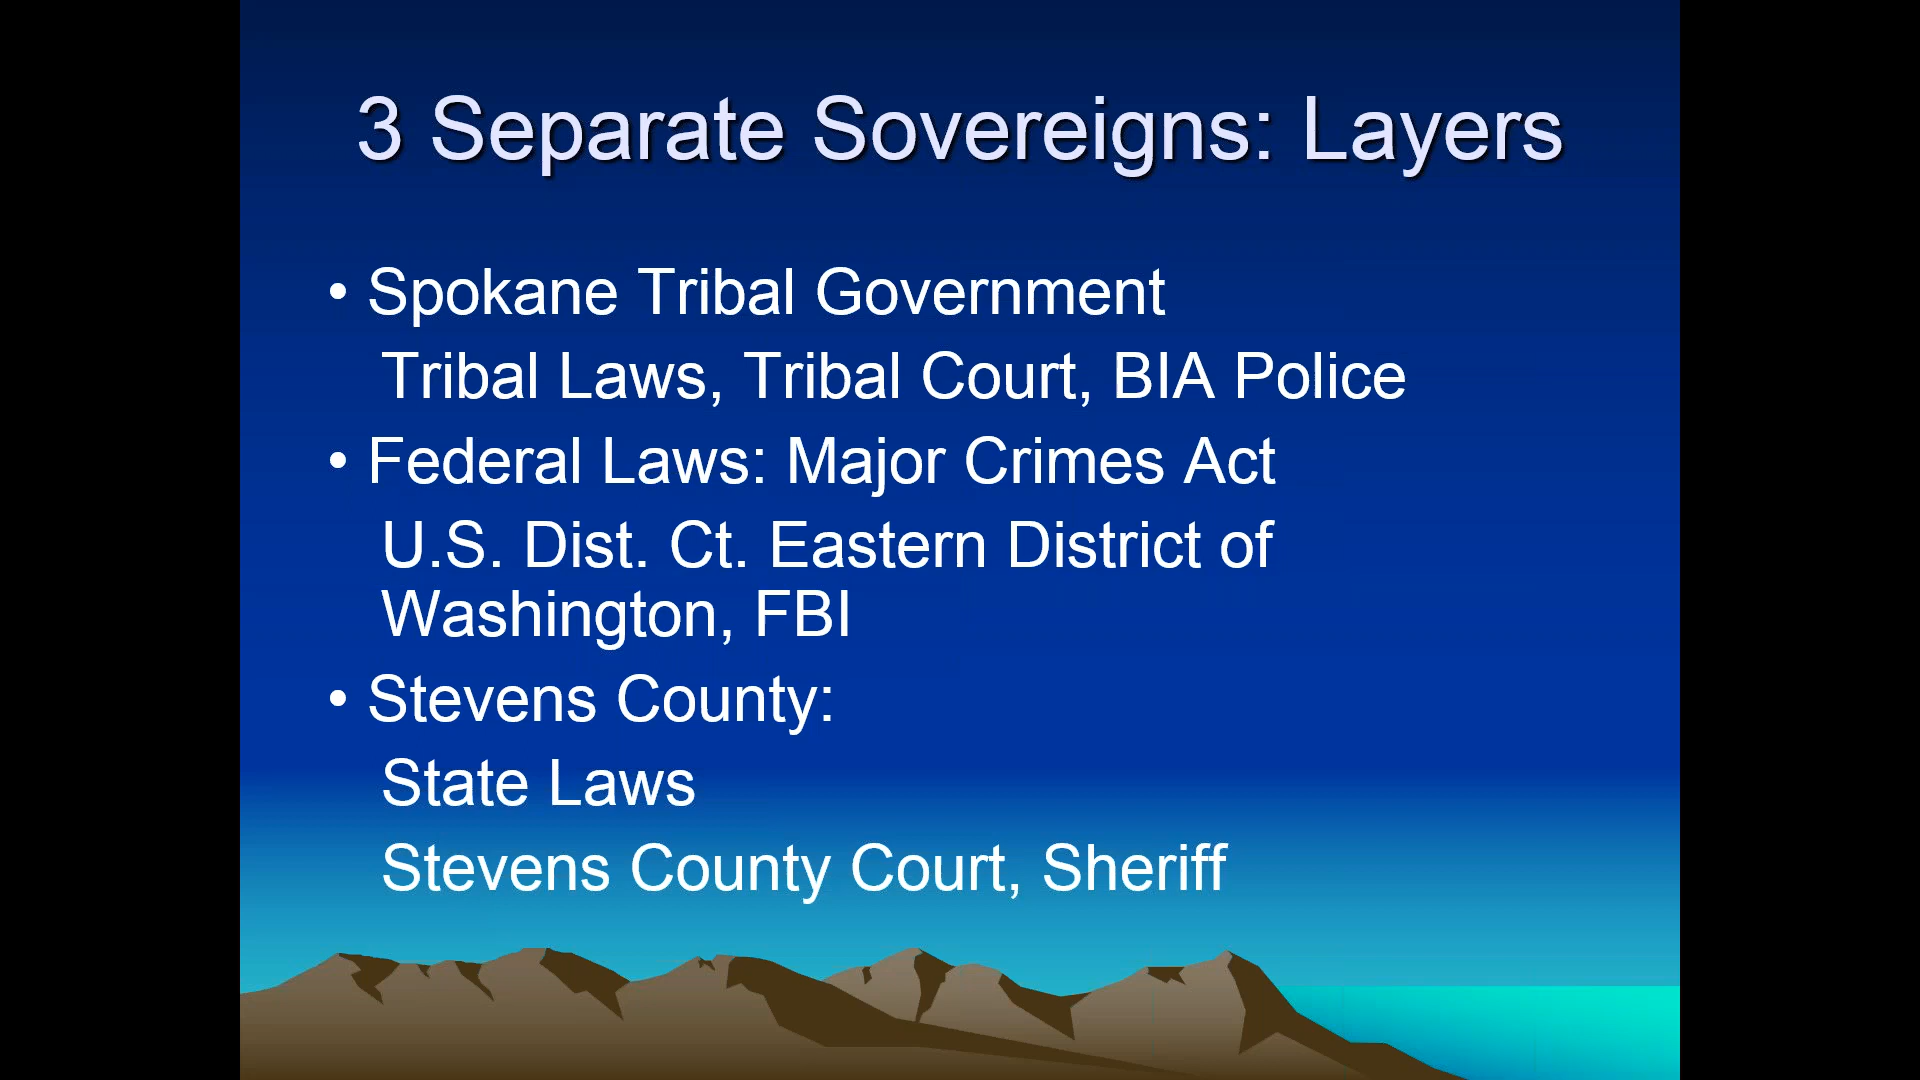 3 Separate Sovereigns: Layers
• Spokane Tribal Government
Tribal Laws, Tribal Court, BIA Police
• Federal Laws: Major Crimes Act
U.S. Dist. Ct. Eastern District of
Washington, FBI
• Stevens County:
State Laws
Stevens County Court, Sheriff